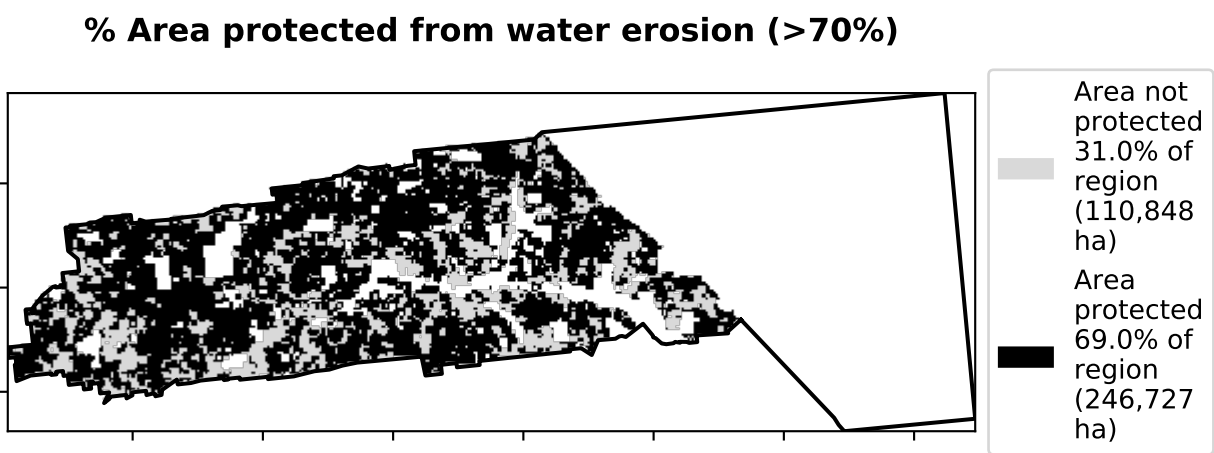 % Area protected from water erosion (>70%)
Area not
protected
31.0% of
region
(110,848
ha)
Area
protected
69.0% of
region
(246,727
ha)